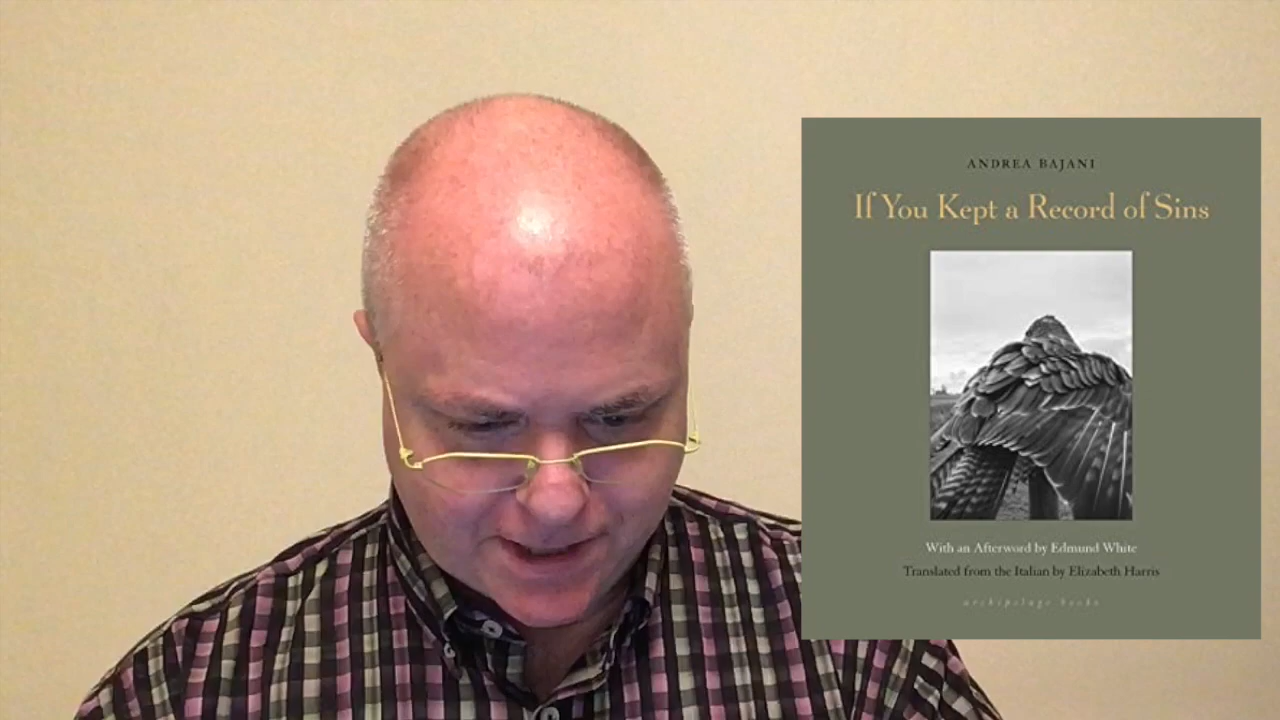 ANDREA BAJANI
If You Kept a Record of Sins
With an Afterword by Edmund White
Translated from the Italian by Elizabeth Harris
archipelago books